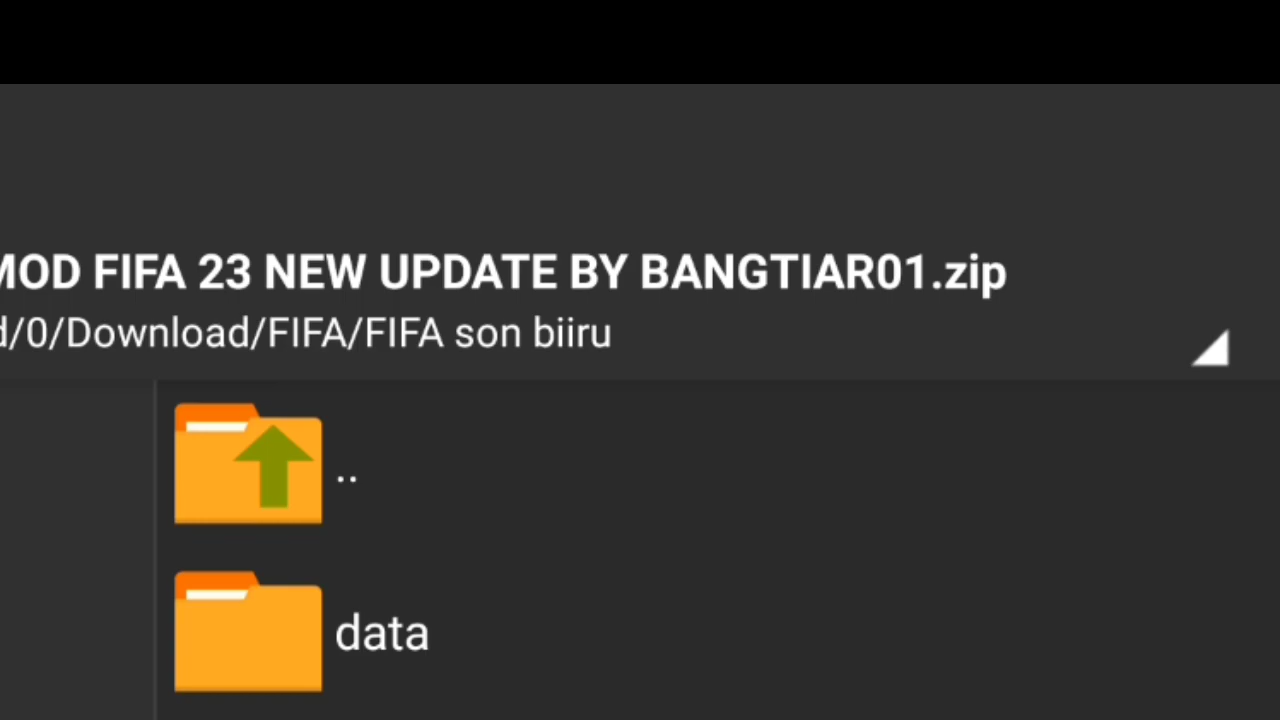 MOD FIFA 23 NEW UPDATE BY BANGTIAR01.zip
d/0/Download/FIFA/FIFA son biiru
..
data